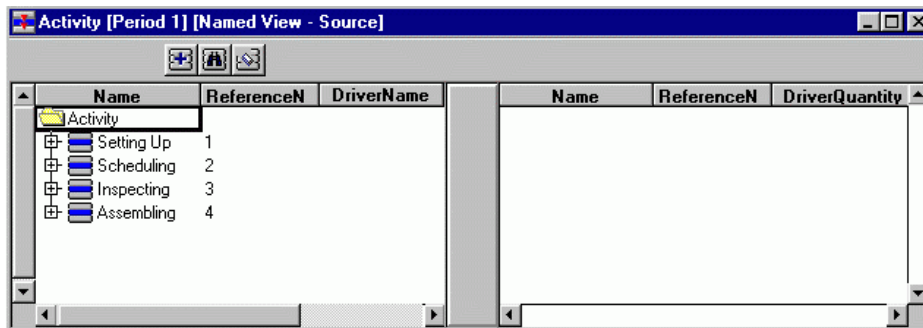 Activity [Period 1] [Named View - Source]
Name ReferenceN DriverName Name ReferenceN DriverQuantity
Activity
Setting Up 1
Scheduling 2
Inspecting 3
Assembling 4